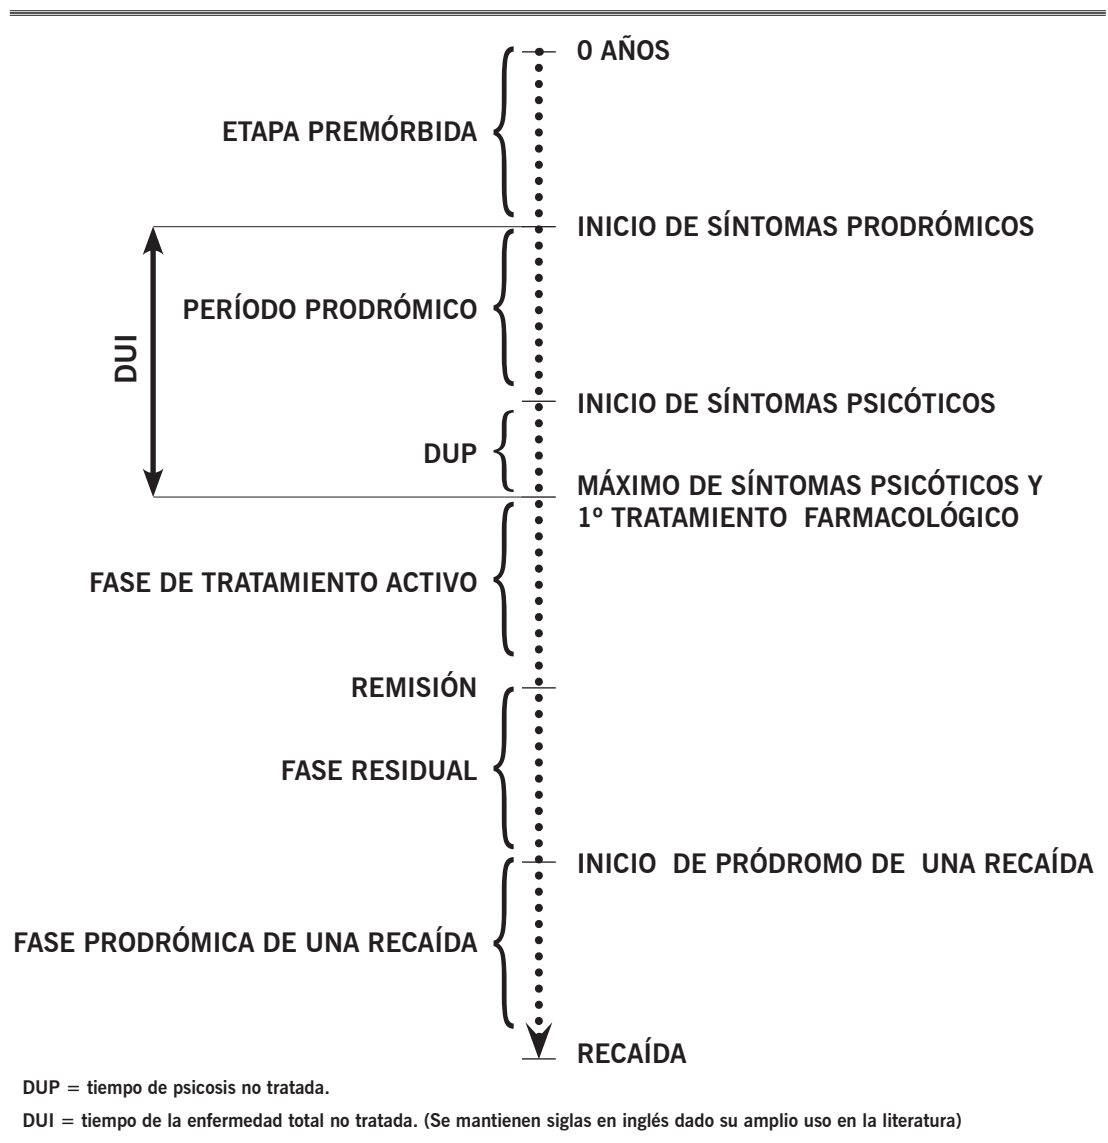 0 AÑOS
ETAPA PREMÓRBIDA
INICIO DE SÍNTOMAS PRODRÓMICOS
PERÍODO PRODRÓMICO
DUI
INICIO DE SÍNTOMAS PSICÓTICOS
DUP
MÁXIMO DE SÍNTOMAS PSICÓTICOS Y
1º TRATAMIENTO FARMACOLÓGICO
FASE DE TRATAMIENTO ACTIVO
REMISIÓN
FASE RESIDUAL
INICIO DE PRÓDROMO DE UNA RECAÍDA
FASE PRODRÓMICA DE UNA RECAÍDA
RECAÍDA
DUP = tiempo de psicosis no tratada.
DUI = tiempo de la enfermedad total no tratada. (Se mantienen siglas en inglés dado su amplio uso en la literatura)